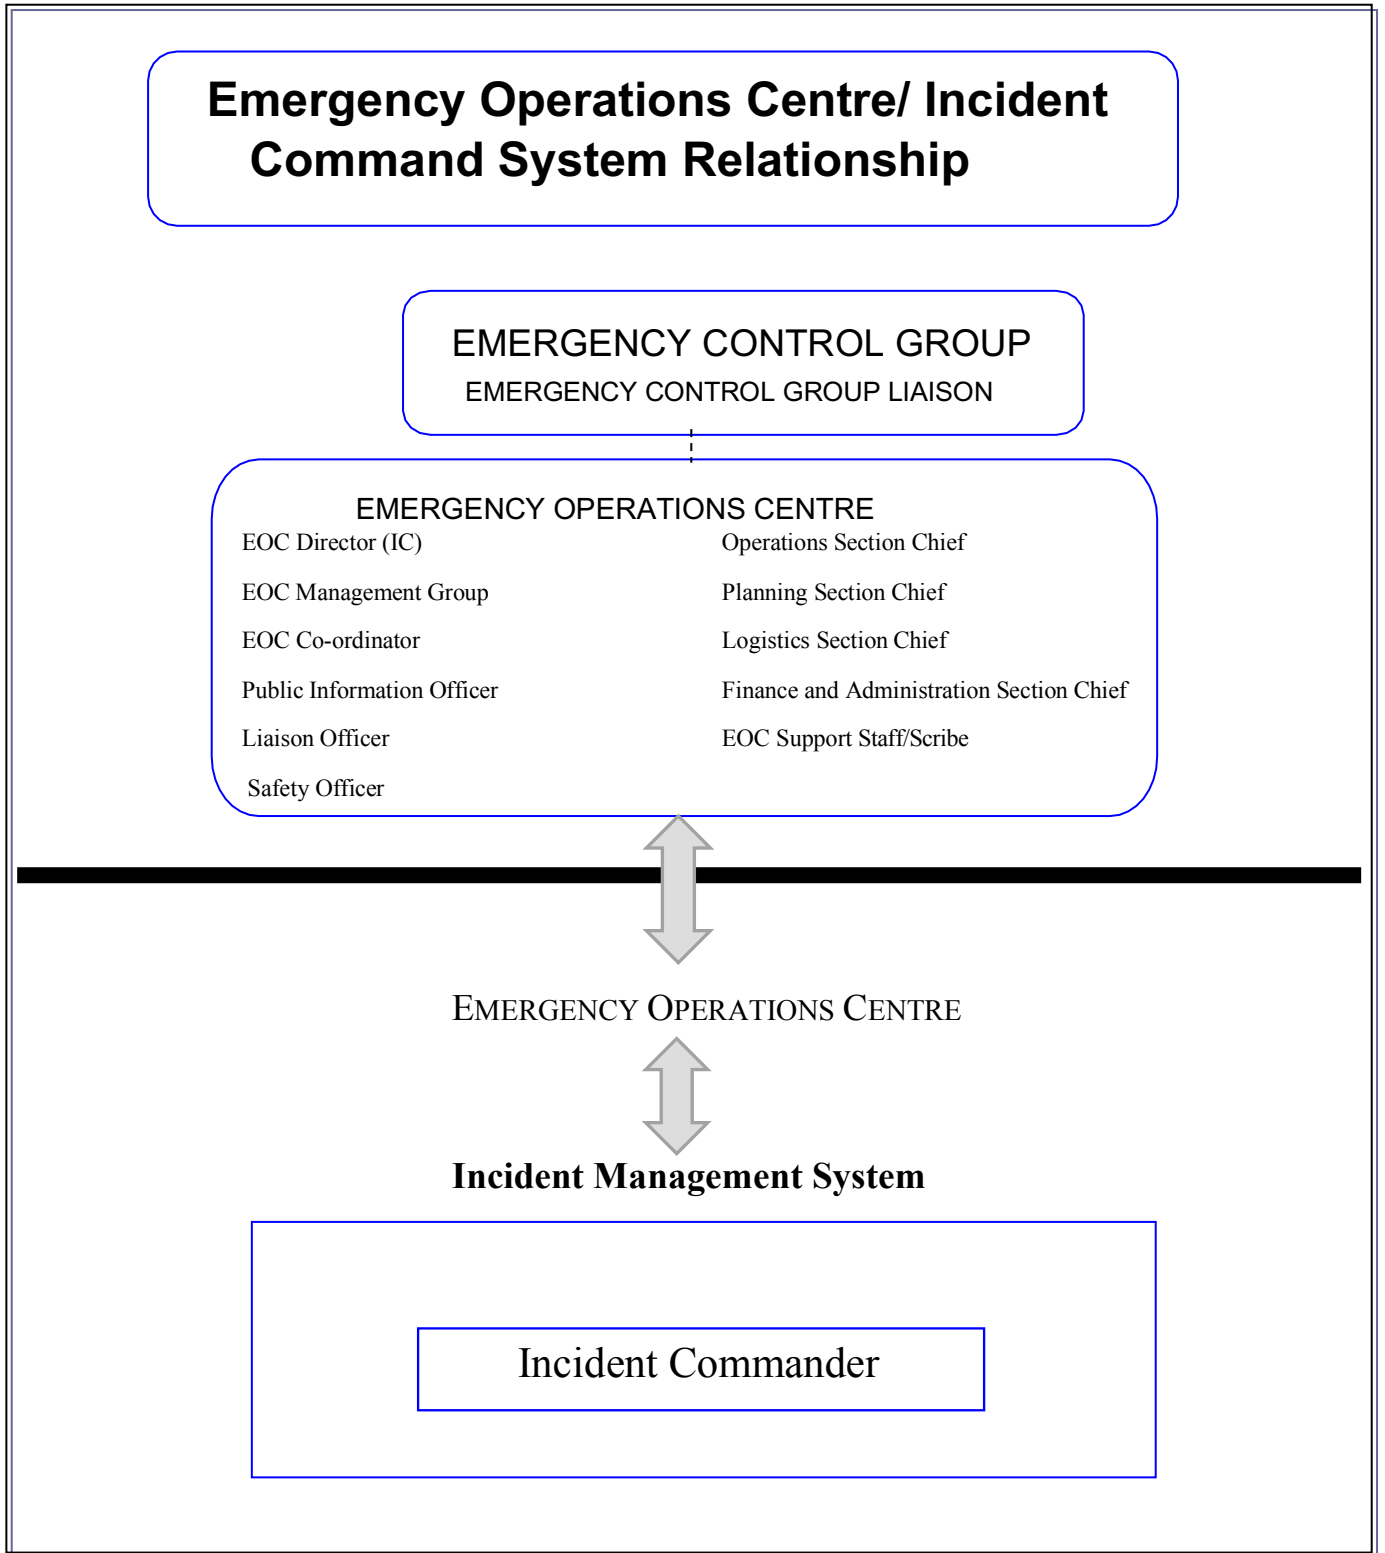 Emergency Operations Centre/ Incident
Command System Relationship
EMERGENCY CONTROL GROUP
EMERGENCY CONTROL GROUP LIAISON
EMERGENCY OPERATIONS CENTRE
EOC Director (IC)
EOC Management Group
EOC Co-ordinator
Public Information Officer
Liaison Officer
Safety Officer
Operations Section Chief
Planning Section Chief
Logistics Section Chief
Finance and Administration Section Chief
EOC Support Staff/Scribe
EMERGENCY OPERATIONS CENTRE
Incident Management System
Incident Commander